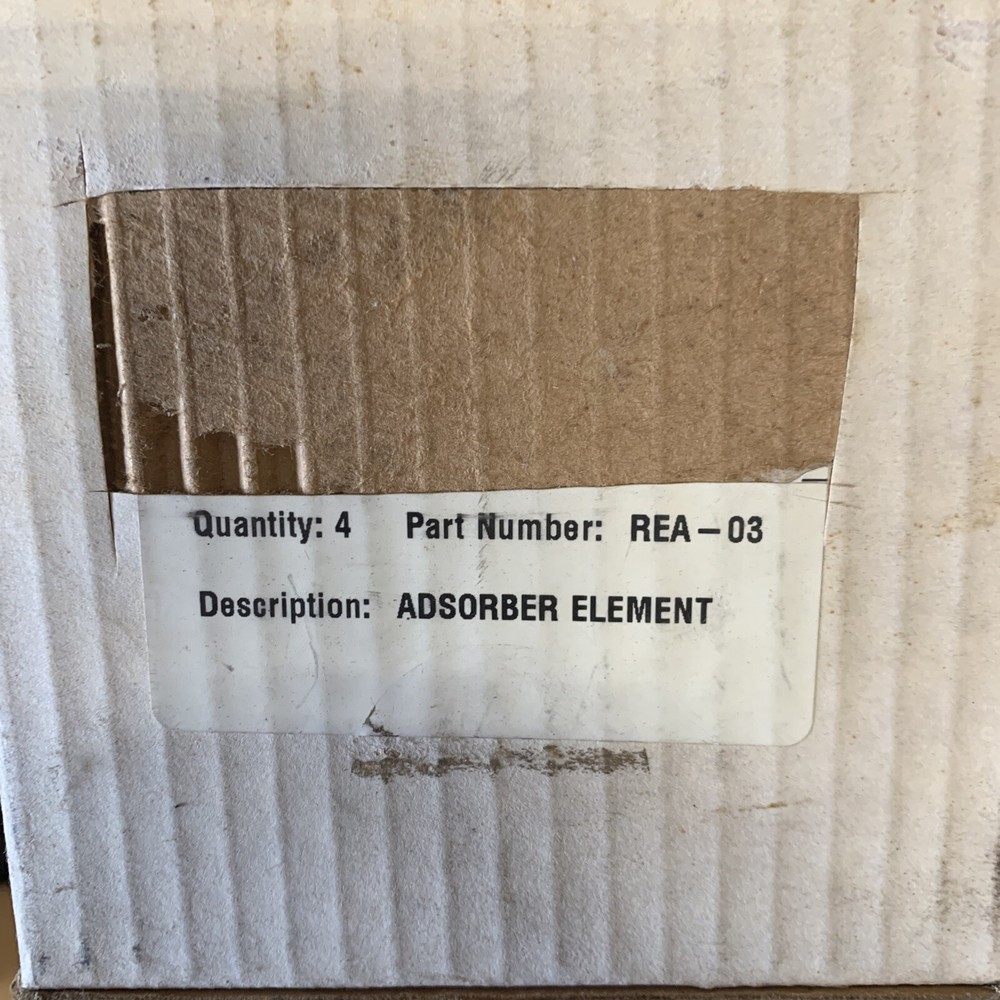 Quantity: 4 Part Number: REA-03
Description: ADSORBER ELEMENT